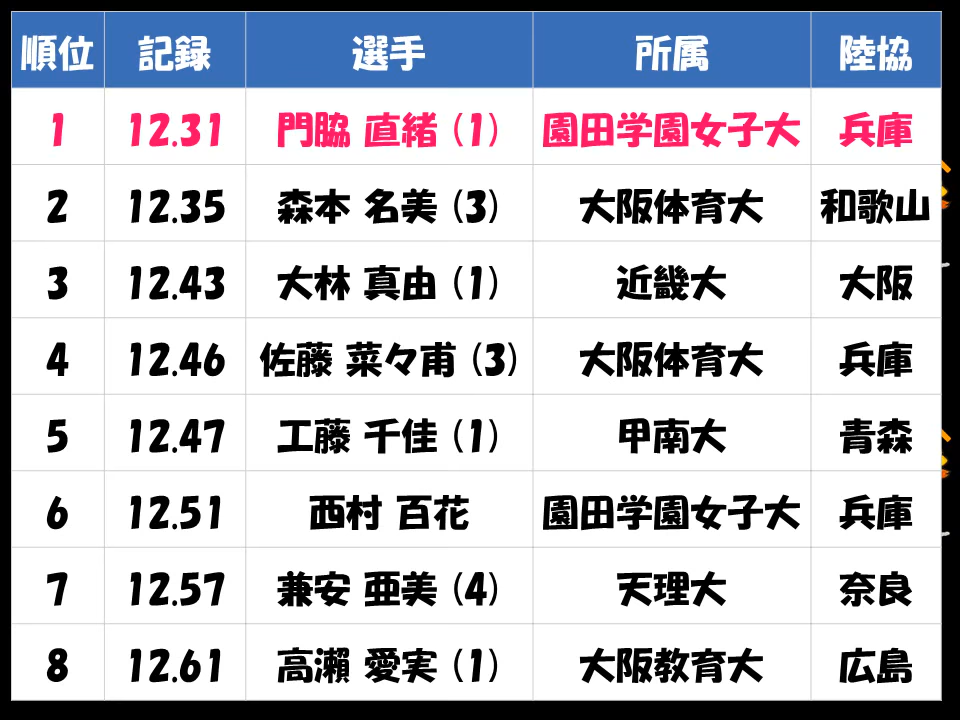 順位 記録 選手 所属 陸協
1 12.31 門脇 直緒 (1) 園田学園女子大 兵庫
2 12.35 森本 名美 (3) 大阪体育大 和歌山
3 12.43 大林 真由 (1) 近畿大 大阪
4 12.46 佐藤 菜々甫 (3) 大阪体育大 兵庫
5 12.47 工藤 千佳 (1) 甲南大 青森
6 12.51 西村 百花 園田学園女子大 兵庫
7 12.57 兼安 亜美 (4) 天理大 奈良
8 12.61 高瀬 愛実 (1) 大阪教育大 広島